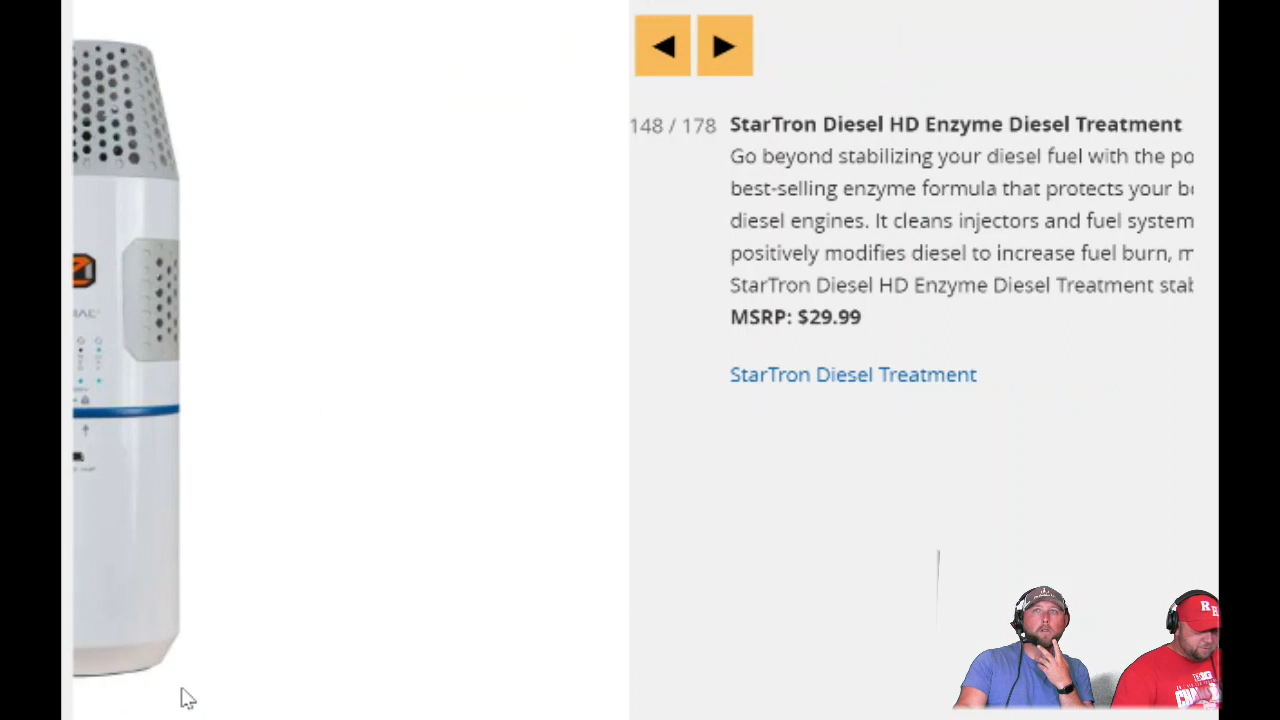 148 / 178
StarTron Diesel HD Enzyme Diesel Treatment
Go beyond stabilizing your diesel fuel with the po
best-selling enzyme formula that protects your b
diesel engines. It cleans injectors and fuel system
positively modifies diesel to increase fuel burn, m
StarTron Diesel HD Enzyme Diesel Treatment stab
MSRP: $29.99
StarTron Diesel Treatment